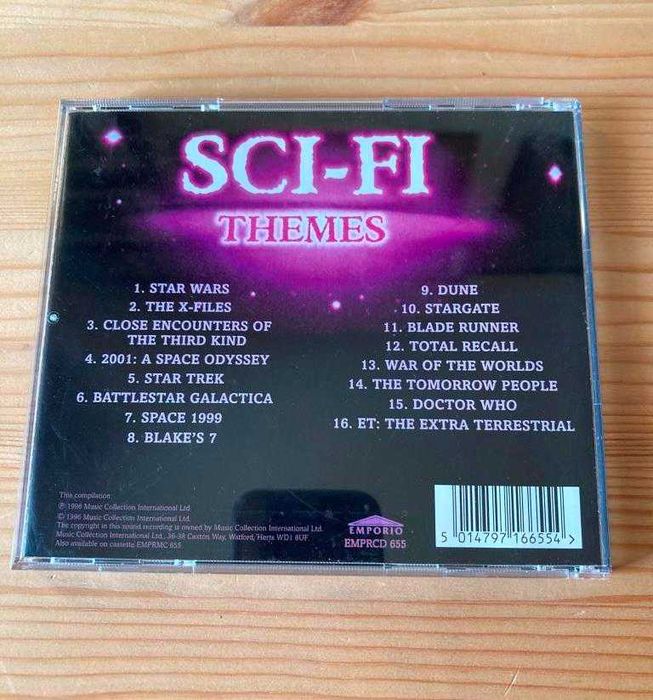 SCI-FI
THEMES
1. STAR WARS
2. THE X-FILES
3. CLOSE ENCOUNTERS OF
THE THIRD KIND
4. 2001: A SPACE ODYSSEY
5. STAR TREK
6. BATTLESTAR GALACTICA
7. SPACE 1999
8. BLAKE'S 7
9. DUNE
10. STARGATE
11. BLADE RUNNER
12. TOTAL RECALL
13. WAR OF THE WORLDS
14. THE TOMORROW PEOPLE
15. DOCTOR WHO
16. ET: THE EXTRA TERRESTRIAL
This compilation
℗ 1996 Music Collection International Ltd.
© 1996 Music Collection International Ltd.
The copyright in this sound recording is owned by Music Collection International Ltd.
Music Collection International Ltd., 36-38 Caxton Way, Watford, Herts WD1 8UF
Also available on cassette EMPRMC 655
EMPORIO
EMPRCD 655
5 014797 166554 >